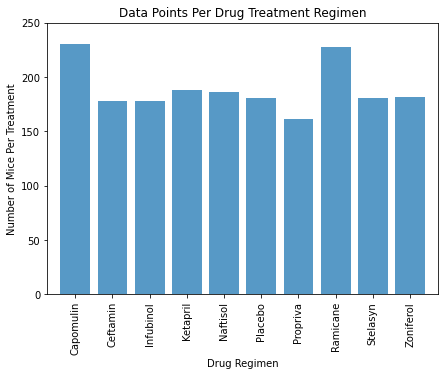 Data Points Per Drug Treatment Regimen
Number of Mice Per Treatment
250
200
150
100
50
0
Capomulin
Ceftamin
Infubinol
Ketapril
Naftisol
Placebo
Propriva
Ramicane
Stelasyn
Zoniferol
Drug Regimen